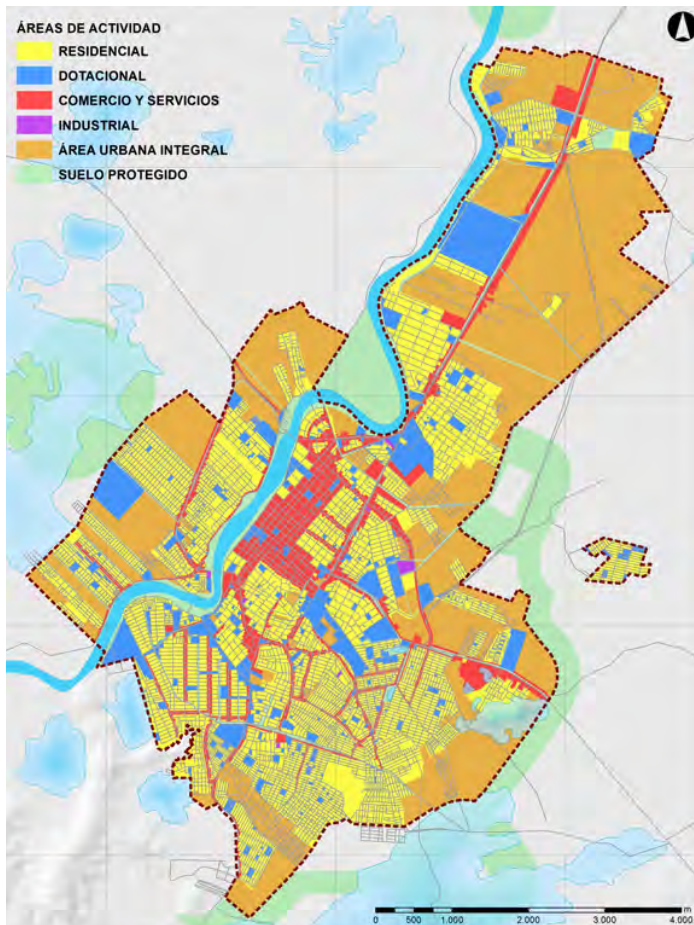 ÁREAS DE ACTIVIDAD
RESIDENCIAL
DOTACIONAL
COMERCIO Y SERVICIOS
INDUSTRIAL
ÁREA URBANA INTEGRAL
SUELO PROTEGIDO
m
0 500 1.000 2.000 3.000 4.000